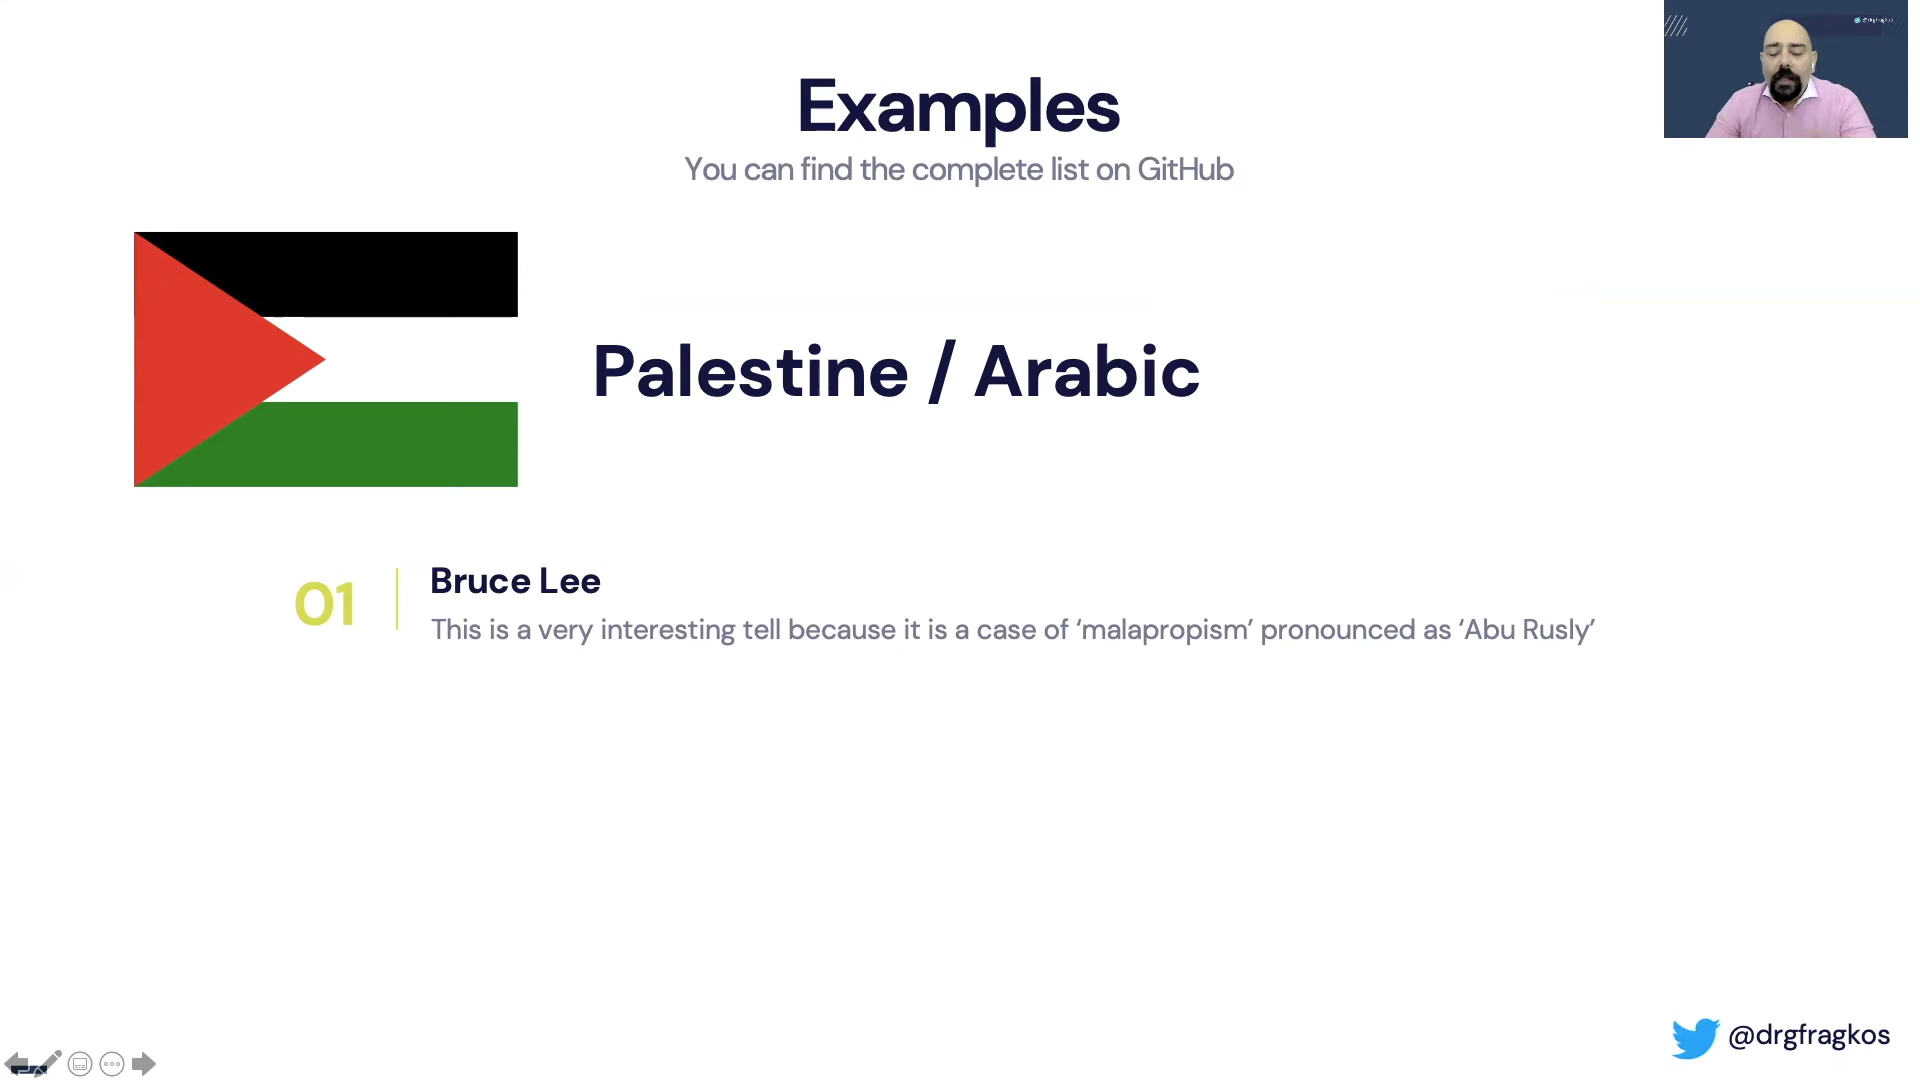 Examples
You can find the complete list on GitHub
Palestine / Arabic
01
Bruce Lee
This is a very interesting tell because it is a case of ‘malapropism’ pronounced as ‘Abu Rusly’
@drgfragkos